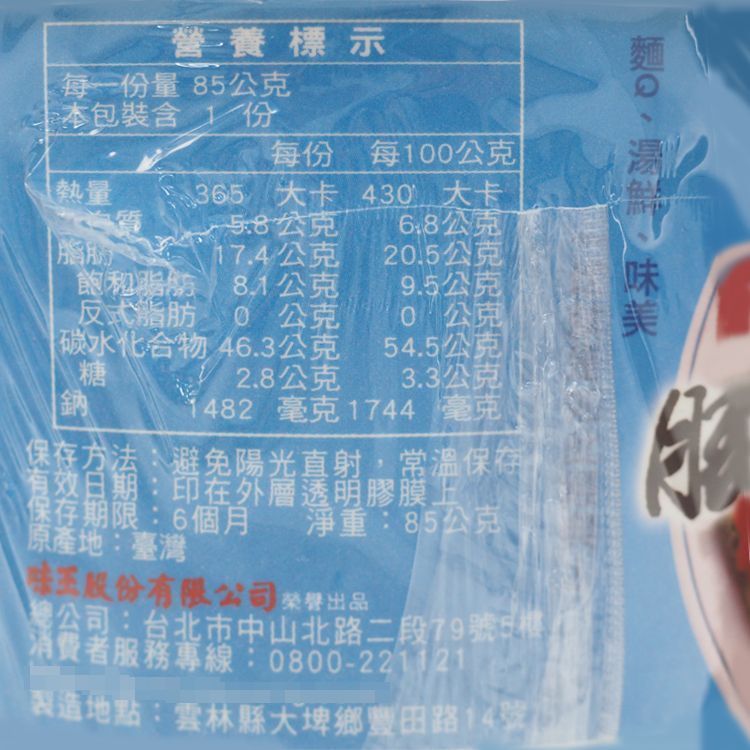 營養標示
每一份量 85公克
本包裝含 1 份
每份 每100公克
熱量 365 大卡 430 大卡
質 5.8公克 6.8公克
脂肪 17.4公克 20.5公克
飽和脂肪 8.1公克 9.5公克
反式脂肪 0 公克 0 公克
碳水化合物 46.3公克 54.5公克
糖 2.8公克 3.3公克
鈉 1482 毫克 1744 毫克
保存方法：避免陽光直射，常溫保存
有效日期：印在外層透明膠膜上
保存期限：6個月 淨重：85公克
原產地：臺灣
味王股份有限公司 榮譽出品
總公司：台北市中山北路二段79號5樓
消費者服務專線：0800-221121
製造地點：雲林縣大埤鄉豐田路14號
麵Q、湯鮮、味美